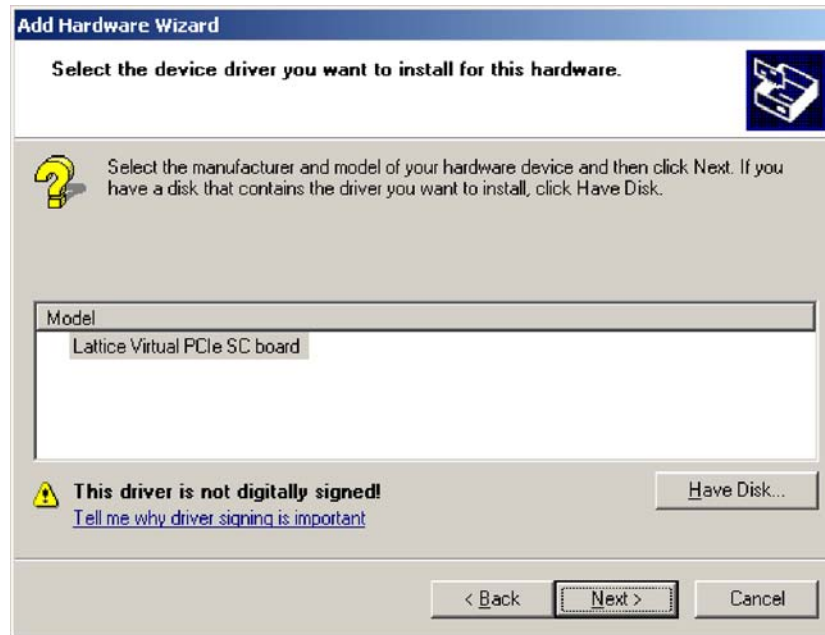 Add Hardware Wizard
Select the device driver you want to install for this hardware.
Select the manufacturer and model of your hardware device and then click Next. If you
have a disk that contains the driver you want to install, click Have Disk.
Model
Lattice Virtual PCIe SC board
This driver is not digitally signed!
Have Disk...
Tell me why driver signing is important
< Back
Next >
Cancel